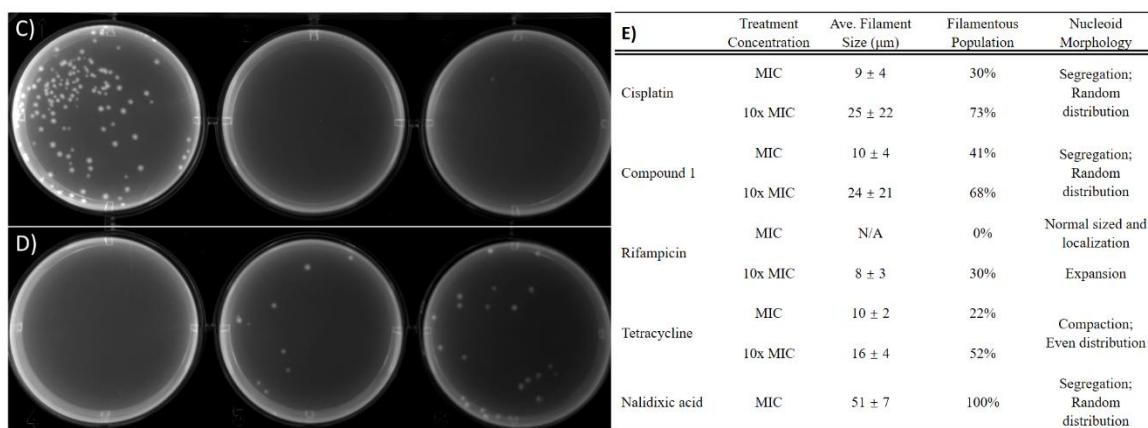 C)
D)
E)
Treatment Concentration
Ave. Filament Size (μm)
Filamentous Population
Nucleoid Morphology
Cisplatin
MIC
9 ± 4
30%
Segregation;
Random
distribution
10x MIC
25 ± 22
73%
Compound 1
MIC
10 ± 4
41%
Segregation;
Random
distribution
10x MIC
24 ± 21
68%
Rifampicin
MIC
N/A
0%
Normal sized and
localization
10x MIC
8 ± 3
30%
Expansion
Tetracycline
MIC
10 ± 2
22%
Compaction;
Even distribution
10x MIC
16 ± 4
52%
Nalidixic acid
MIC
51 ± 7
100%
Segregation;
Random
distribution